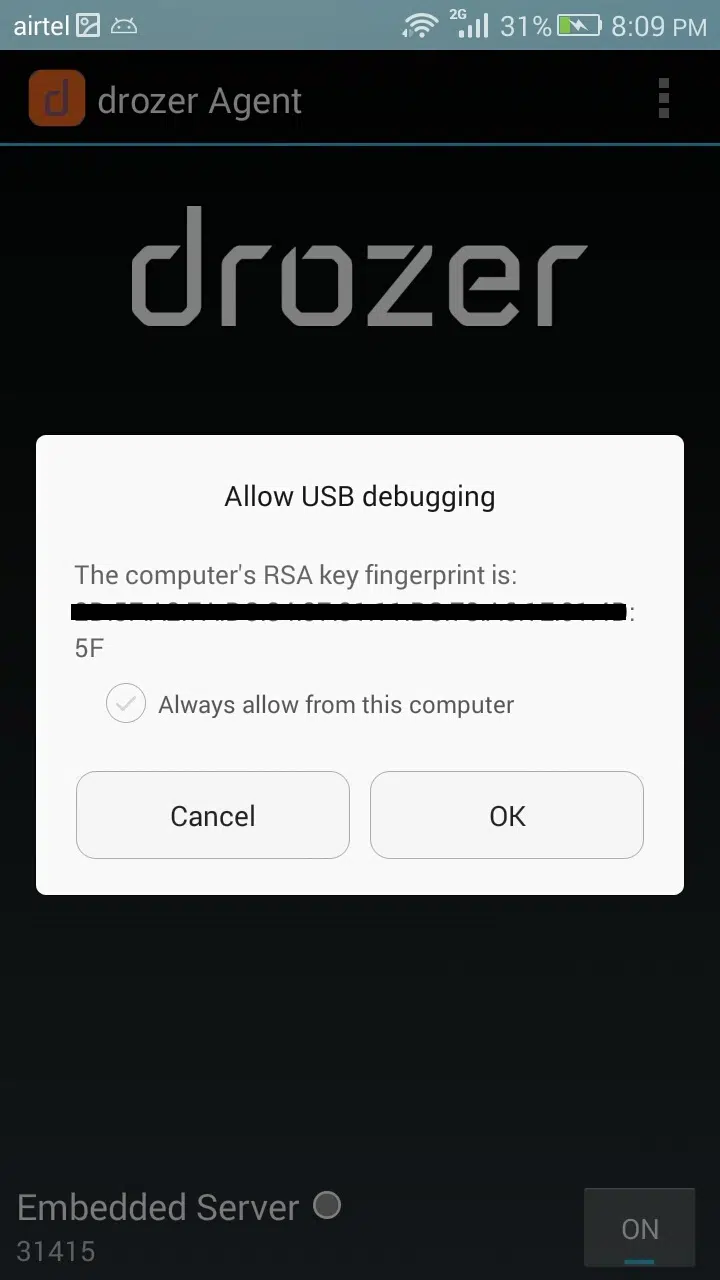 airtel 2G 31% 8:09 PM
drozer Agent
drozer
Allow USB debugging
The computer's RSA key fingerprint is:
:
5F
Always allow from this computer
Cancel OK
Embedded Server
31415 ON